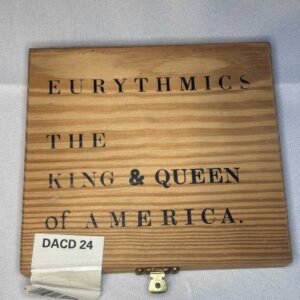 EURYTHMICS
THE
KING & QUEEN
of AMERICA.
DACD 24